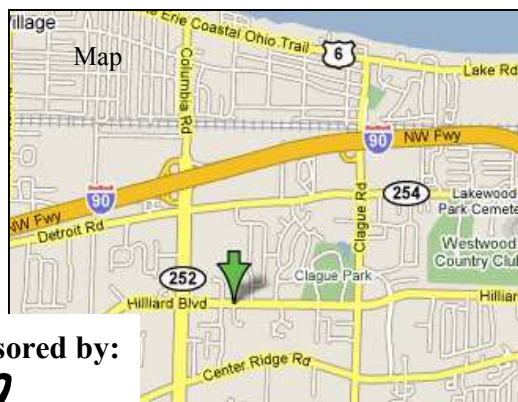 Village
Erie Coastal Ohio Trail
Map
6
Lake Rd
Columbia Rd
90
NW Fwy
Clague Rd
254
Lakewood
Park Cemete
90
NW Fwy
Detroit Rd
Westwood
Country Club
252
Clague Park
Hilliard Blvd
Hilliar
sored by:
Center Ridge Rd